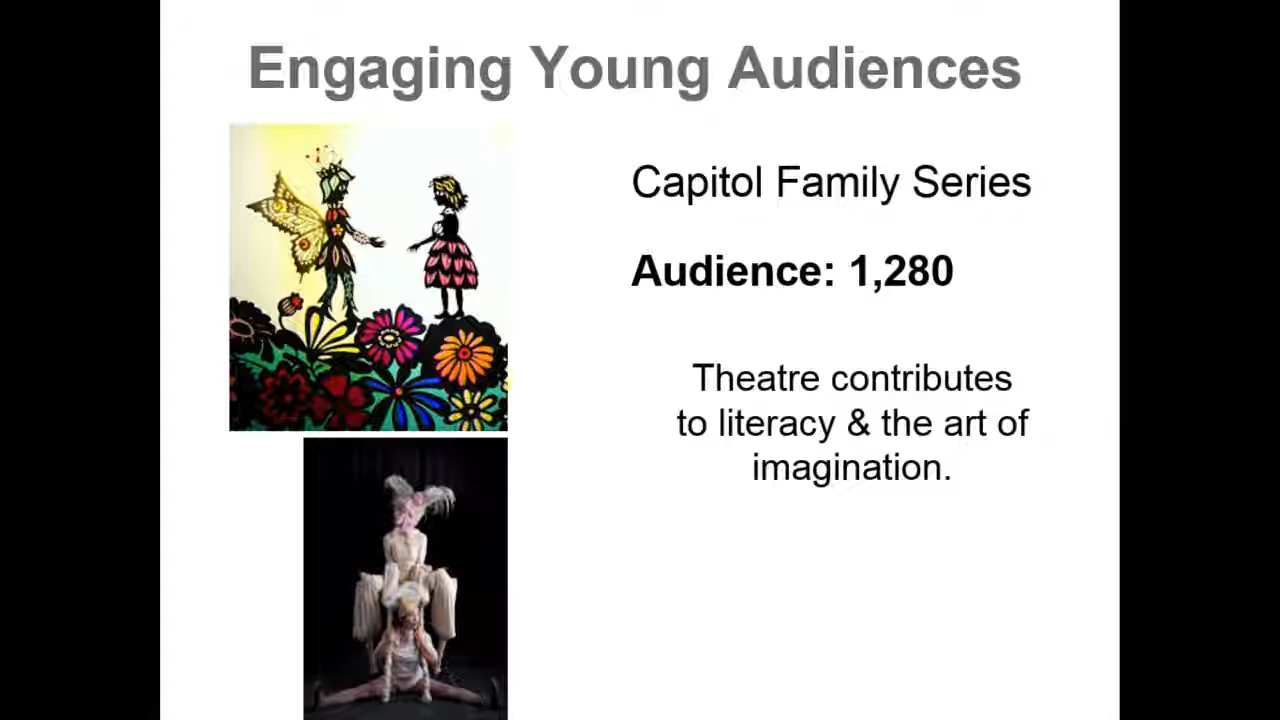 Engaging Young Audiences
Capitol Family Series
Audience: 1,280
Theatre contributes
to literacy & the art of
imagination.